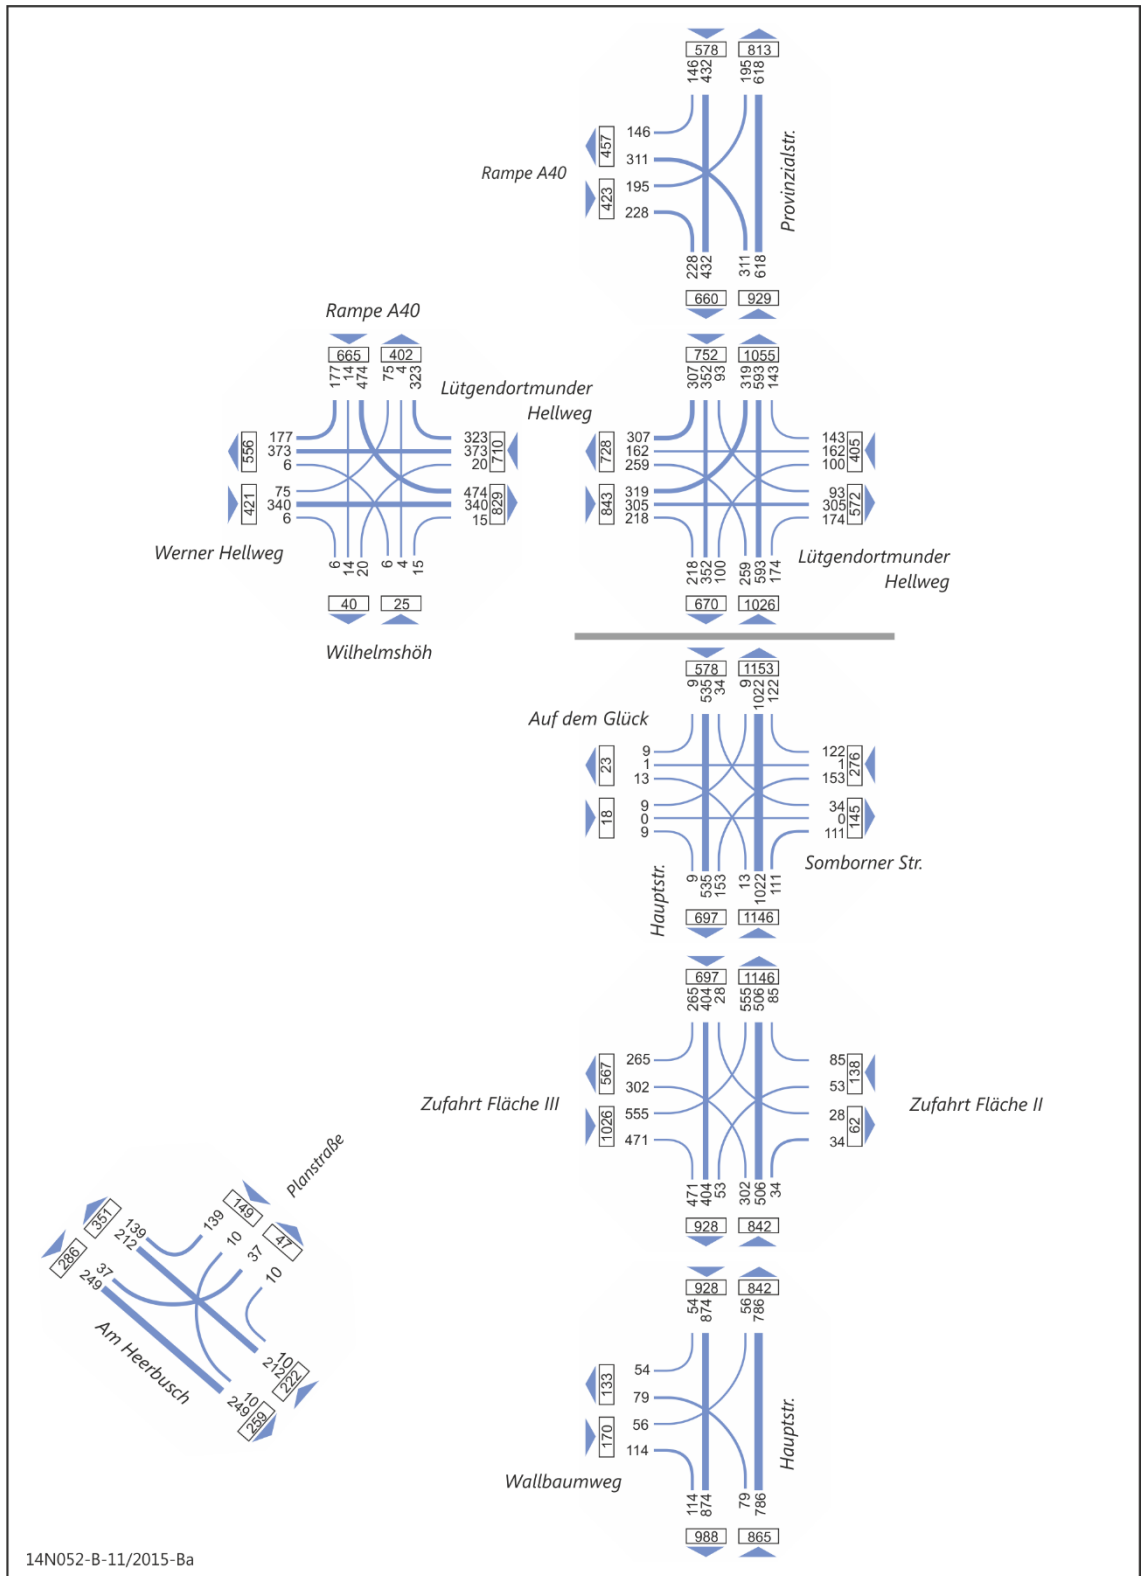 578 813
146 432 195 618
457 146
311
Rampe A40
423 195
228
Provinzialstr.
228 432 311 618
660 929
Rampe A40
665 402
177 14 474 75 4 323
Lütgendortmunder
Hellweg
556 177 323 710
373 373
6 20
421 75 474 829
340 340
6 15
Werner Hellweg
6 14 20 6 4 15
40 25
Wilhelmshöh
752 1055
307 352 93 319 593 143
728 307 143 405
162 162
259 100
843 319 93 572
305 305
218 174
Lütgendortmunder
Hellweg
218 352 100 259 593 174
670 1026
578 1153
9 535 34 9 1022 122
Auf dem Glück
23 9 122 276
1 1
13 153
18 9 34 145
0 0
9 111
Somborner Str.
Hauptstr.
9 535 153 13 1022 111
697 1146
697 1146
265 404 28 555 506 85
567 265 85 138
302 53
Zufahrt Fläche III
Zufahrt Fläche II
1026 555 28 62
471 34
471 404 53 302 506 34
928 842
Planstraße
351 139 139 149
286 212 10 47
37 37
249 10
Am Heerbusch
10
212 222
10
249 259
928 842
54 874 56 786
133 54
79
170 56
114
Hauptstr.
Wallbaumweg
114 874 79 786
988 865
14N052-B-11/2015-Ba